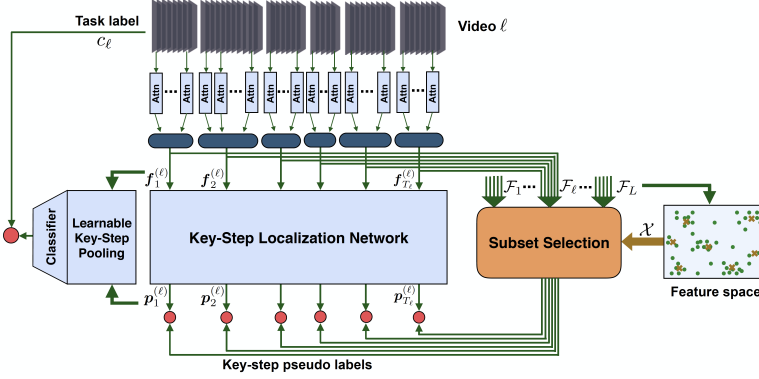 Task label
c_ℓ
Video ℓ
Attn ... Attn Attn Attn ... Attn Attn ... Attn Attn ... Attn Attn ... Attn Attn ... Attn
f_1^{(ℓ)}
f_2^{(ℓ)}
f_{T_ℓ}^{(ℓ)}
F_1 ... F_ℓ ... F_L
Classifier
Learnable
Key-Step
Pooling
Key-Step Localization Network
Subset Selection
X
Feature space
p_1^{(ℓ)}
p_2^{(ℓ)}
p_{T_ℓ}^{(ℓ)}
Key-step pseudo labels